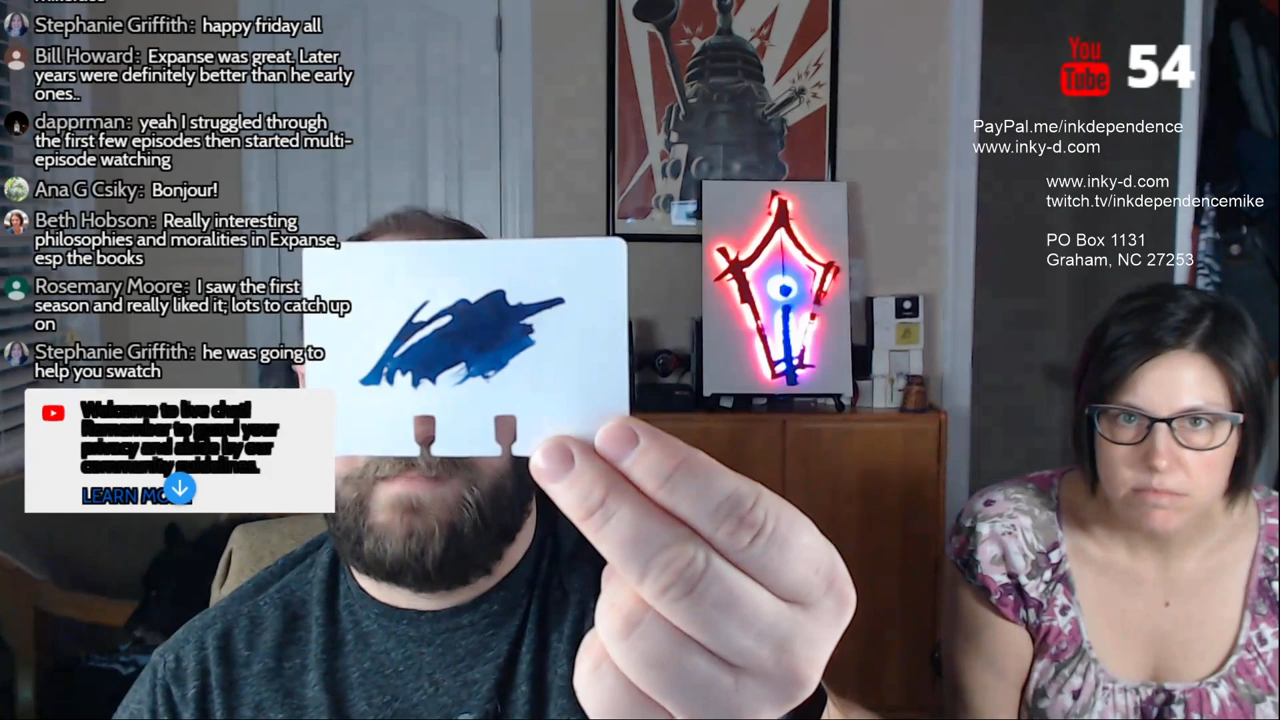 Stephanie Griffith: happy friday all
Bill Howard: Expanse was great. Later
years were definitely better than he early
ones..
dapprman: yeah I struggled through
the first few episodes then started multi-
episode watching
Ana G Csiky: Bonjour!
Beth Hobson: Really interesting
philosophies and moralities in Expanse,
esp the books
Rosemary Moore: I saw the first
season and really liked it; lots to catch up
on
Stephanie Griffith: he was going to
help you swatch
Welcome to live chat!
Remember to guard your
privacy and abide by our
community guidelines.
LEARN
You
Tube
54
PayPal.me/inkdependence
www.inky-d.com
www.inky-d.com
twitch.tv/inkdependencemike
PO Box 1131
Graham, NC 27253